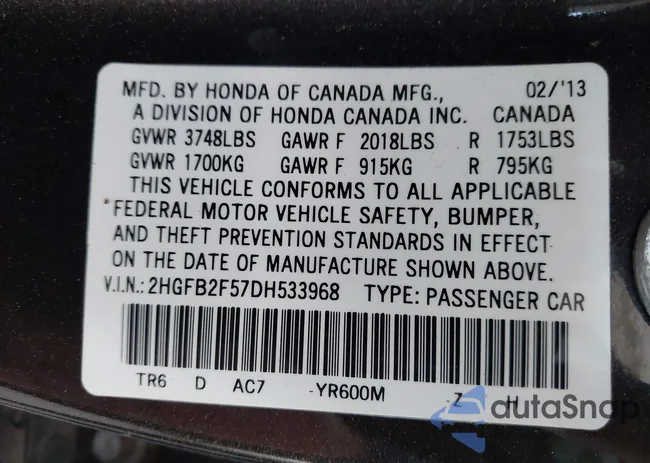 MFD. BY HONDA OF CANADA MFG., 02/'13
A DIVISION OF HONDA CANADA INC. CANADA
GVWR 3748LBS GAWR F 2018LBS R 1753LBS
GVWR 1700KG GAWR F 915KG R 795KG
THIS VEHICLE CONFORMS TO ALL APPLICABLE
FEDERAL MOTOR VEHICLE SAFETY, BUMPER,
AND THEFT PREVENTION STANDARDS IN EFFECT
ON THE DATE OF MANUFACTURE SHOWN ABOVE.
V.I.N.: 2HGFB2F57DH533968 TYPE: PASSENGER CAR
TR6 D AC7 -YR600M -Z H
autaSnap